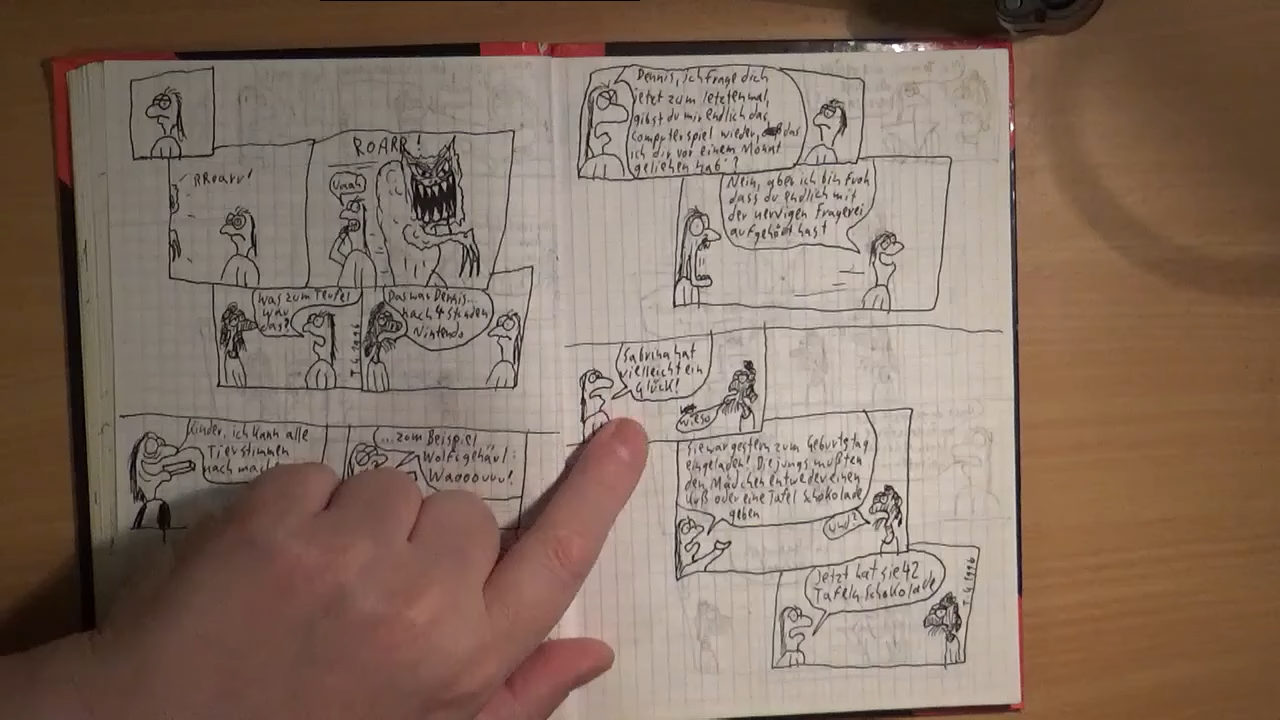 RRoarr!
ROARR!
Uaah
Was zum Teufel
war
das?
Das war Dennis...
nach 4 Stunden
Nintendo
T.G 1996
Kinder, ich kann alle
Tierstimmen
nach
...zum Beispiel
Wolfsgeheul:
Waooouuu!
Dennis, ich frage dich
jetzt zum letztenmal,
gibst du mir endlich das
Computerspiel wieder, das
ich dir vor einem Monat
geliehen hab'?
Nein, aber ich bin froh
dass du endlich mit
der nervigen Fragerei
aufgehört hast
Sabrina hat
vielleicht ein
Glück!
wieso
Sie war gestern zum Geburtstag
eingeladen! Die jungs mußten
den Mädchen entweder einen
Kuß oder eine Tafel Schokolade
geben
Und?
Jetzt hat sie 42
Tafeln Schokolade
T.G 1996